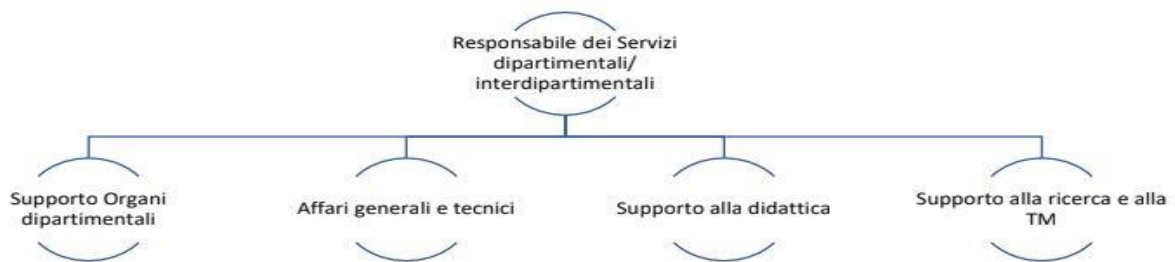 Responsabile dei Servizi
dipartimentali/
interdipartimentali
Supporto Organi
dipartimentali
Affari generali e tecnici
Supporto alla didattica
Supporto alla ricerca e alla
TM